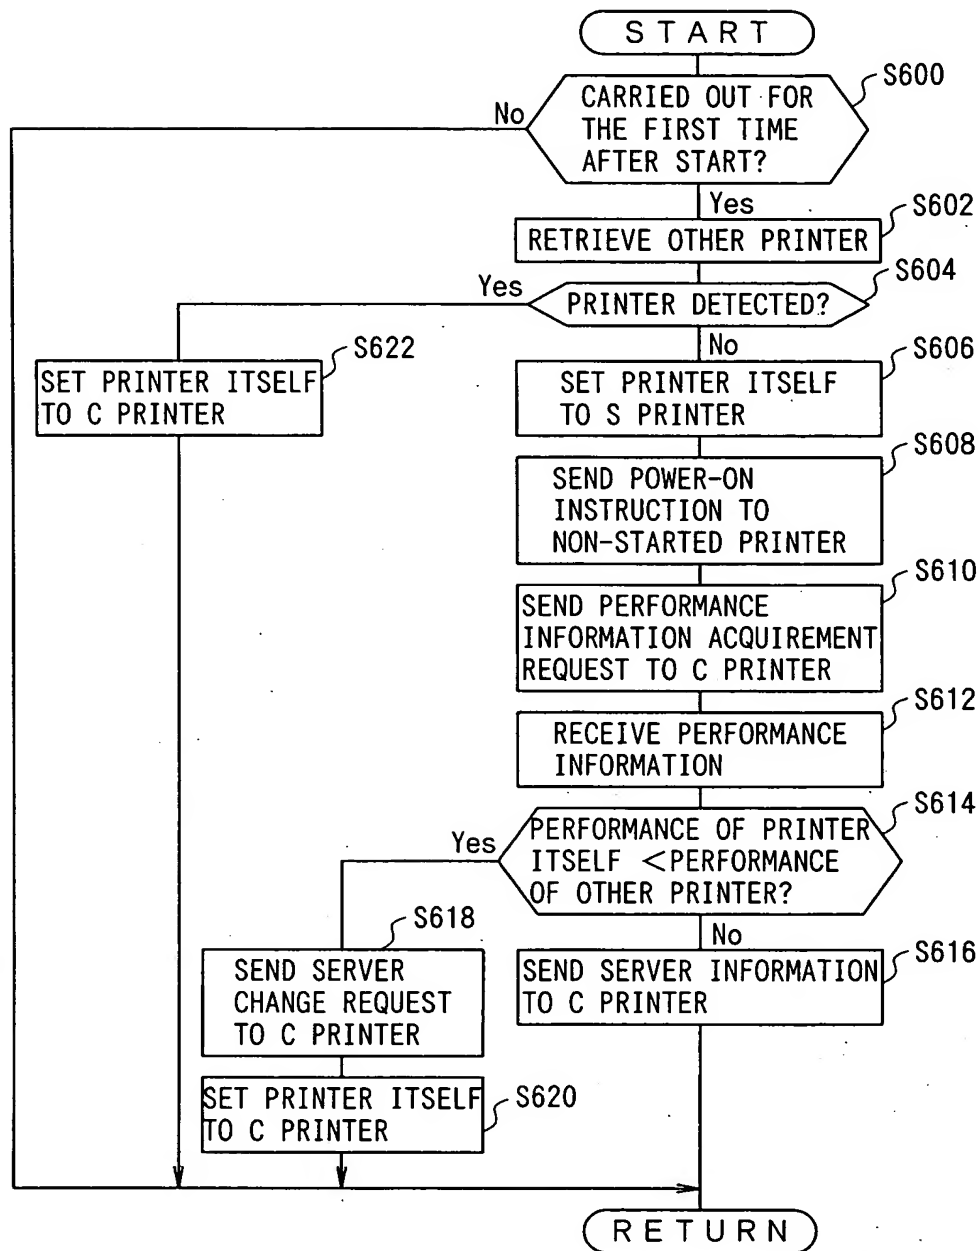 START
S600
CARRIED OUT FOR
THE FIRST TIME
AFTER START?
No
Yes
S602
RETRIEVE OTHER PRINTER
S604
Yes
PRINTER DETECTED?
No
S622
SET PRINTER ITSELF
TO C PRINTER
S606
SET PRINTER ITSELF
TO S PRINTER
S608
SEND POWER-ON
INSTRUCTION TO
NON-STARTED PRINTER
S610
SEND PERFORMANCE
INFORMATION ACQUIREMENT
REQUEST TO C PRINTER
S612
RECEIVE PERFORMANCE
INFORMATION
S614
Yes
PERFORMANCE OF PRINTER
ITSELF <PERFORMANCE
OF OTHER PRINTER?
No
S618
SEND SERVER
CHANGE REQUEST
TO C PRINTER
S616
SEND SERVER INFORMATION
TO C PRINTER
S620
SET PRINTER ITSELF
TO C PRINTER
RETURN